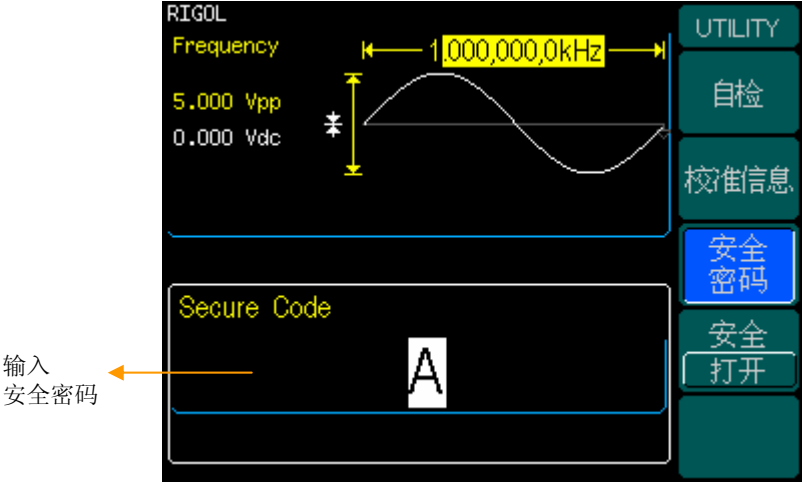 RIGOL
Frequency
1.000,000,0kHz
5.000 Vpp
0.000 Vdc
Secure Code
A
输入
安全密码
UTILITY
自检
校准信息
安全
密码
安全
打开